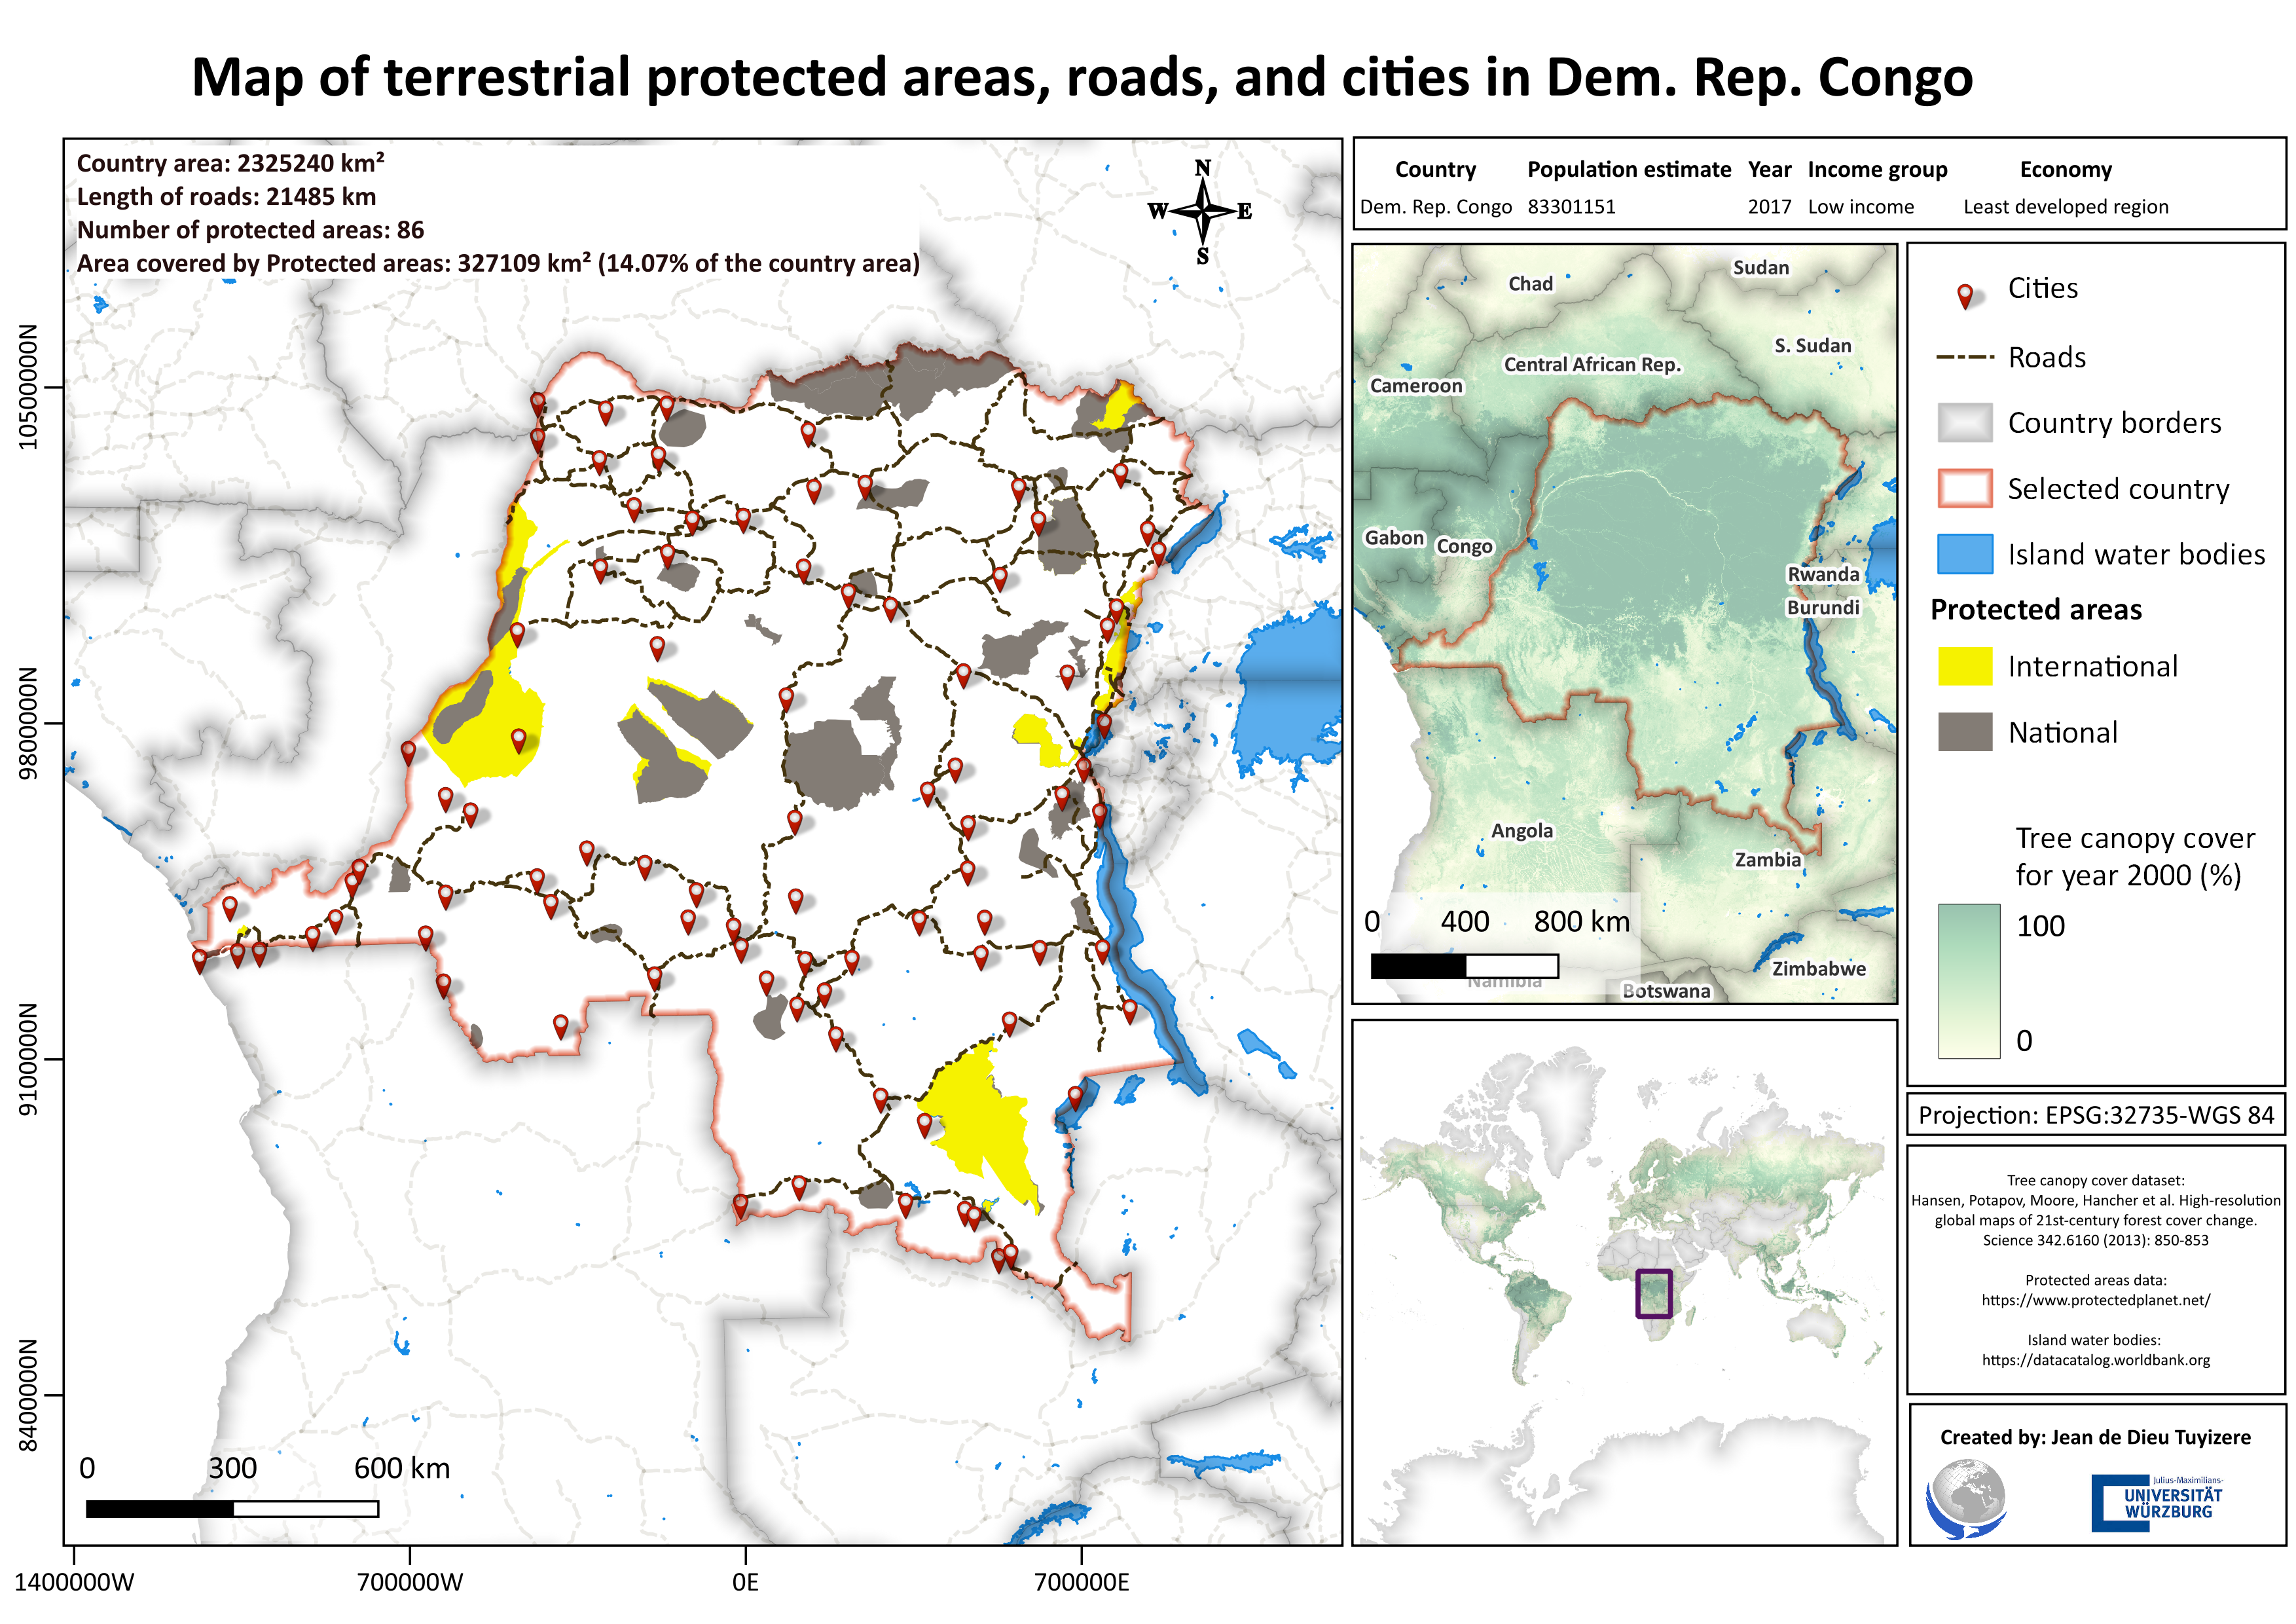 Map of terrestrial protected areas, roads, and cities in Dem. Rep. Congo
Country area: 2325240 km²
Length of roads: 21485 km
Number of protected areas: 86
Area covered by Protected areas: 327109 km² (14.07% of the country area)
N
W E
S
10500000N
9800000N
9100000N
8400000N
0 300 600 km
1400000W 700000W 0E 700000E
Country Population estimate Year Income group Economy
Dem. Rep. Congo 83301151 2017 Low income Least developed region
Chad
Sudan
S. Sudan
Central African Rep.
Cameroon
Gabon
Congo
Rwanda
Burundi
Angola
Zambia
0 400 800 km
Zimbabwe
Namibia
Botswana
Cities
Roads
Country borders
Selected country
Island water bodies
Protected areas
International
National
Tree canopy cover
for year 2000 (%)
100
0
Projection: EPSG:32735-WGS 84
Tree canopy cover dataset:
Hansen, Potapov, Moore, Hancher et al. High-resolution
global maps of 21st-century forest cover change.
Science 342.6160 (2013): 850-853
Protected areas data:
https://www.protectedplanet.net/
Island water bodies:
https://datacatalog.worldbank.org
Created by: Jean de Dieu Tuyizere
Julius-Maximilians-
UNIVERSITÄT
WÜRZBURG